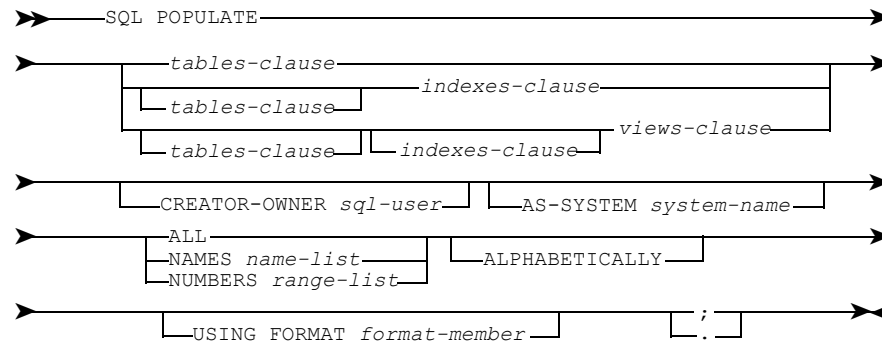 SQL POPULATE
tables-clause
indexes-clause
tables-clause
views-clause
tables-clause indexes-clause
CREATOR-OWNER sql-user AS-SYSTEM system-name
ALL
NAMES name-list ALPHABETICALLY
NUMBERS range-list
;
USING FORMAT format-member .